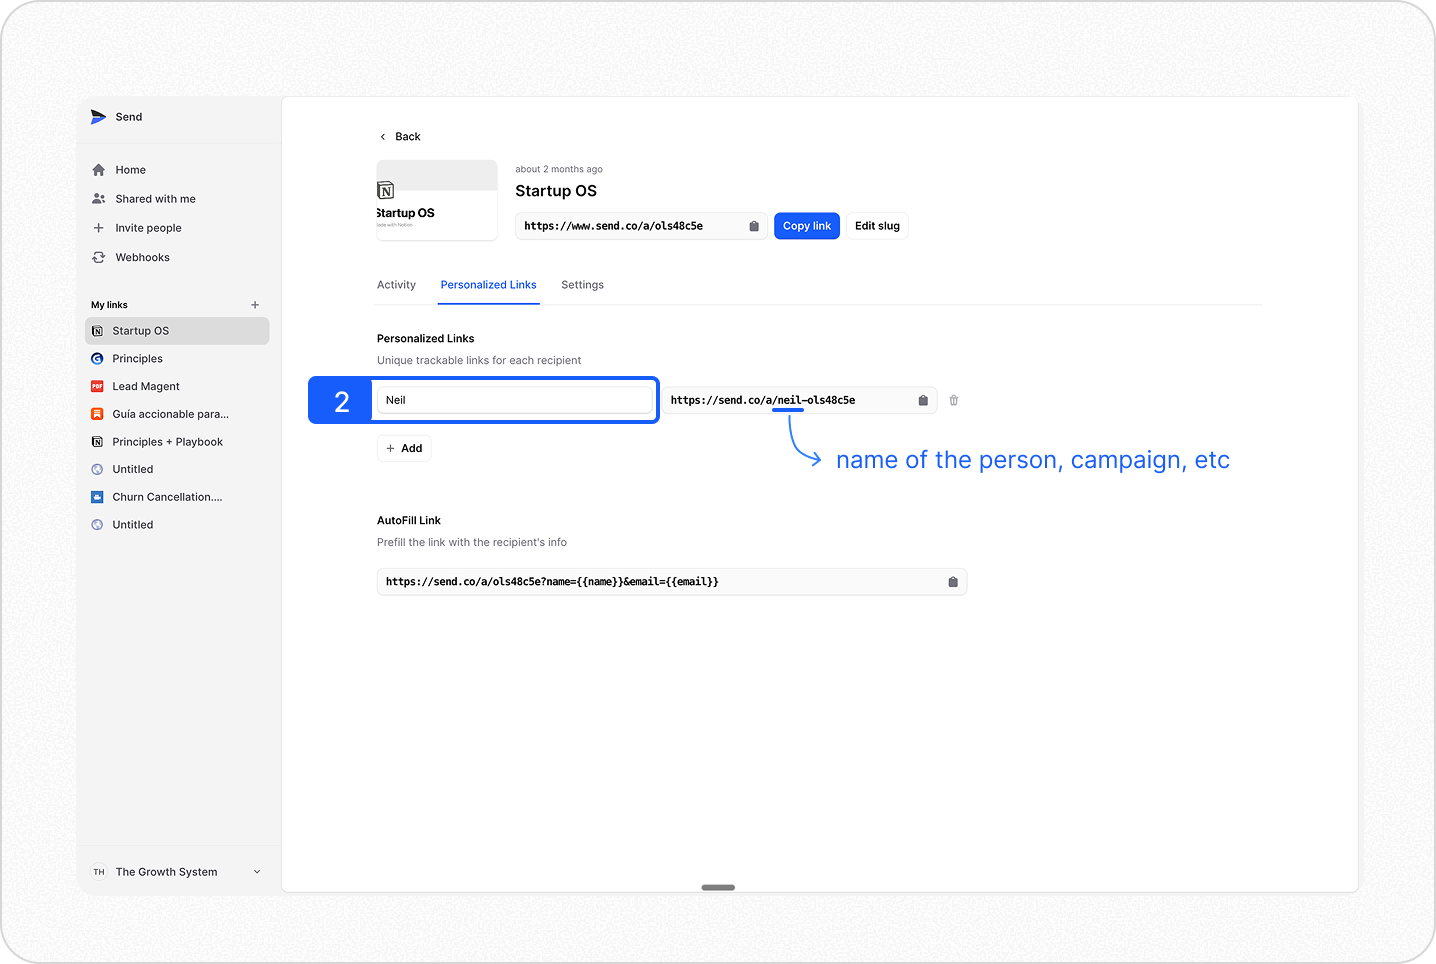 Send
Home
Shared with me
Invite people
Webhooks
My links
Startup OS
Principles
PDF
Lead Magent
Guía accionable para...
Principles + Playbook
Untitled
Churn Cancellation....
Untitled
TH The Growth System
Back
Startup OS
Made with Notion
about 2 months ago
Startup OS
https://www.send.co/a/ols48c5e
Copy link
Edit slug
Activity
Personalized Links
Settings
Personalized Links
Unique trackable links for each recipient
2
Neil
https://send.co/a/neil-ols48c5e
+ Add
name of the person, campaign, etc
AutoFill Link
Prefill the link with the recipient's info
https://send.co/a/ols48c5e?name={{name}}&email={{email}}